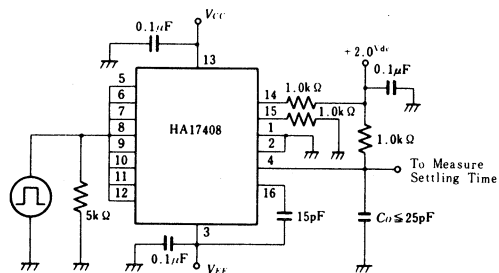 0.1μF
VCC
+2.0Vdc
13
0.1μF
5
6
7
8
9
10
11
12
HA17408
14
15
1
2
4
16
1.0kΩ
1.0kΩ
1.0kΩ
To Measure
Settling Time
5kΩ
15pF
CO≦25pF
3
0.1μF
VEE